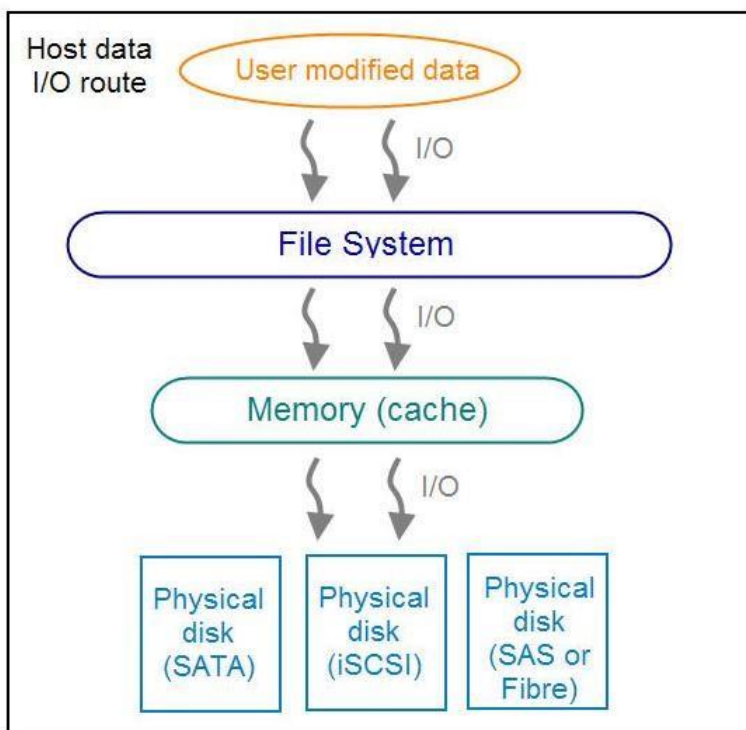 Host data
I/O route
User modified data
I/O
File System
I/O
Memory (cache)
I/O
Physical
disk
(SATA)
Physical
disk
(iSCSI)
Physical
disk
(SAS or
Fibre)